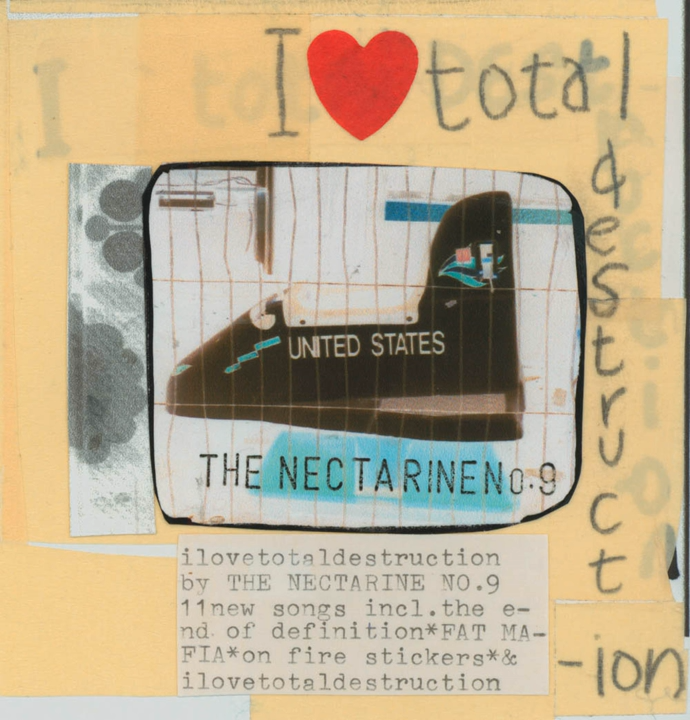 I ❤ total
destruct
-ion
UNITED STATES
THE NECTARINE No.9
ilovetotaldestruction
by THE NECTARINE NO.9
11new songs incl.the e-
nd of definition*FAT MA-
FIA*on fire stickers*&
ilovetotaldestruction